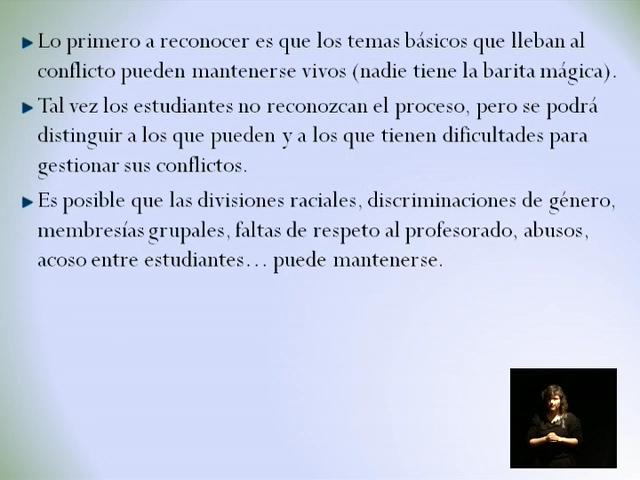 Lo primero a reconocer es que los temas básicos que lleban al
conflicto pueden mantenerse vivos (nadie tiene la barita mágica).
Tal vez los estudiantes no reconozcan el proceso, pero se podrá
distinguir a los que pueden y a los que tienen dificultades para
gestionar sus conflictos.
Es posible que las divisiones raciales, discriminaciones de género,
membresías grupales, faltas de respeto al profesorado, abusos,
acoso entre estudiantes… puede mantenerse.